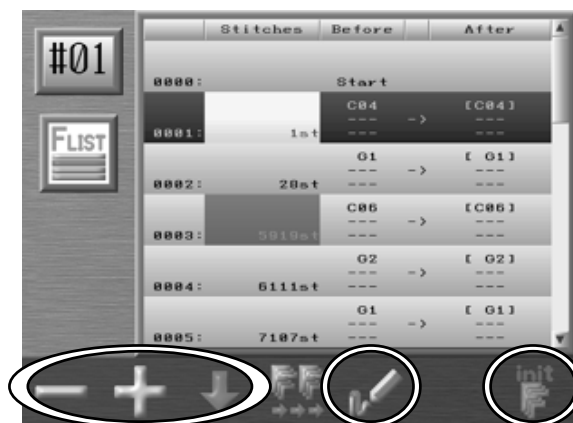 #01
FLIST
Stitches Before After
0000: Start
C04 [C04]
--- -> ---
0001: 1st --- ---
G1 [ G1]
--- -> ---
0002: 28st --- ---
C06 [C06]
--- -> ---
0003: 5919st --- ---
G2 [ G2]
--- -> ---
0004: 6111st --- ---
G1 [ G1]
--- -> ---
0005: 7107st --- ---
init
F
FF